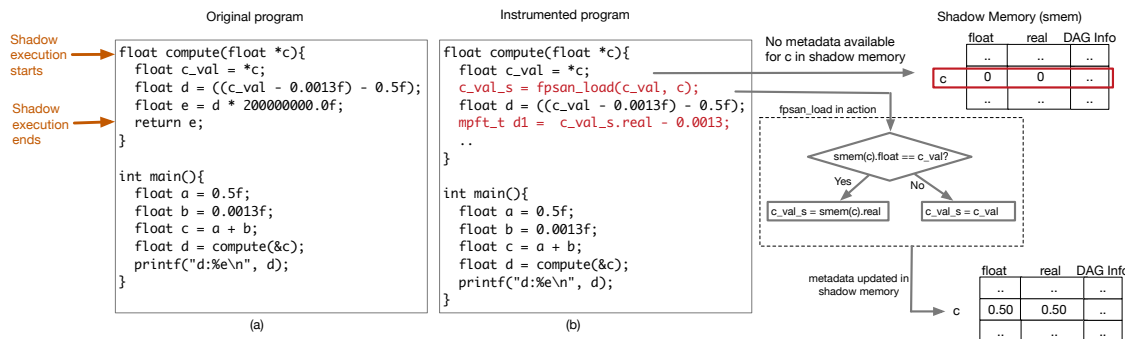 Original program
Shadow
execution
starts
float compute(float *c){
float c_val = *c;
float d = ((c_val - 0.0013f) - 0.5f);
float e = d * 200000000.0f;
return e;
}
Shadow
execution
ends
int main(){
float a = 0.5f;
float b = 0.0013f;
float c = a + b;
float d = compute(&c);
printf("d:%e\n", d);
}
(a)
Instrumented program
float compute(float *c){
float c_val = *c;
c_val_s = fpsan_load(c_val, c);
float d = ((c_val - 0.0013f) - 0.5f);
mpft_t d1 = c_val_s.real - 0.0013;
..
}
int main(){
float a = 0.5f;
float b = 0.0013f;
float c = a + b;
float d = compute(&c);
printf("d:%e\n", d);
}
(b)
Shadow Memory (smem)
No metadata available
for c in shadow memory
float real DAG Info
.. .. ..
c 0 0 ..
.. .. ..
fpsan_load in action
smem(c).float == c_val?
Yes No
c_val_s = smem(c).real c_val_s = c_val
metadata updated in
shadow memory
float real DAG Info
.. .. ..
c 0.50 0.50 ..
.. .. ..